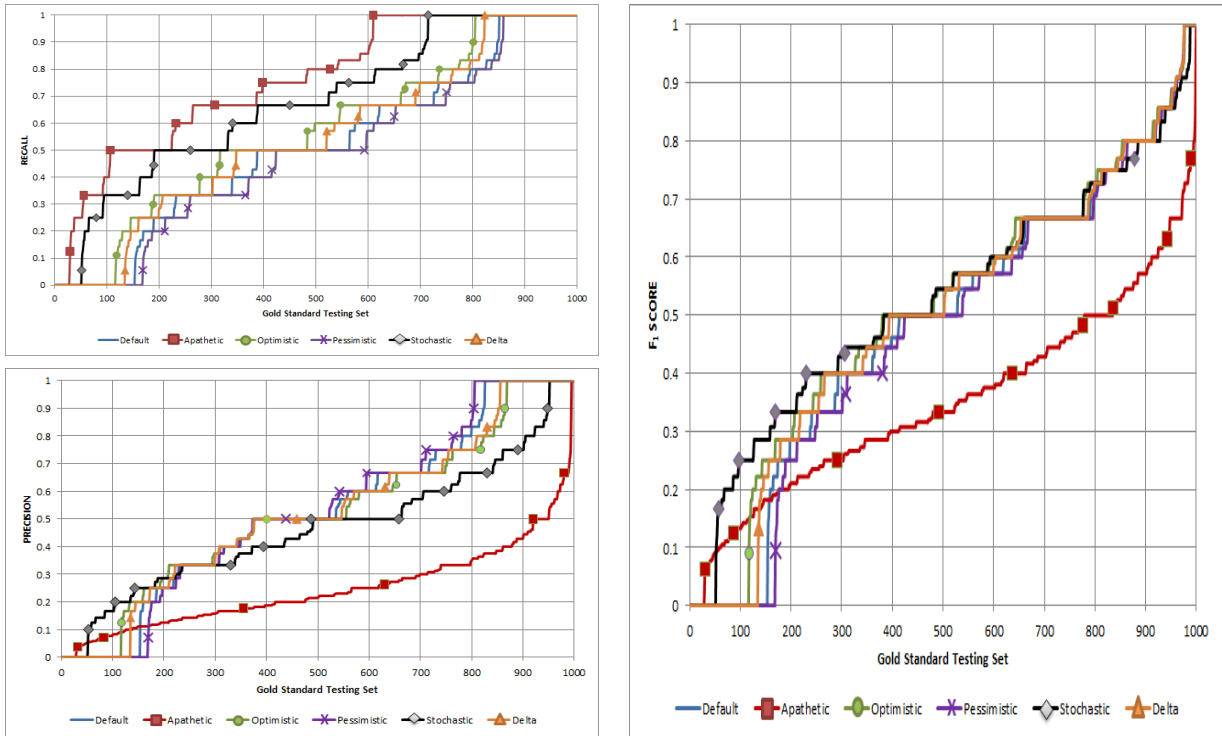 RECALL
1
0.9
0.8
0.7
0.6
0.5
0.4
0.3
0.2
0.1
0
0 100 200 300 400 500 600 700 800 900 1000
Gold Standard Testing Set
Default Apathetic Optimistic Pessimistic Stochastic Delta
PRECISION
1
0.9
0.8
0.7
0.6
0.5
0.4
0.3
0.2
0.1
0
0 100 200 300 400 500 600 700 800 900 1000
Gold Standard Testing Set
Default Apathetic Optimistic Pessimistic Stochastic Delta
F₁ SCORE
1
0.9
0.8
0.7
0.6
0.5
0.4
0.3
0.2
0.1
0
0 100 200 300 400 500 600 700 800 900 1000
Gold Standard Testing Set
Default Apathetic Optimistic Pessimistic Stochastic Delta